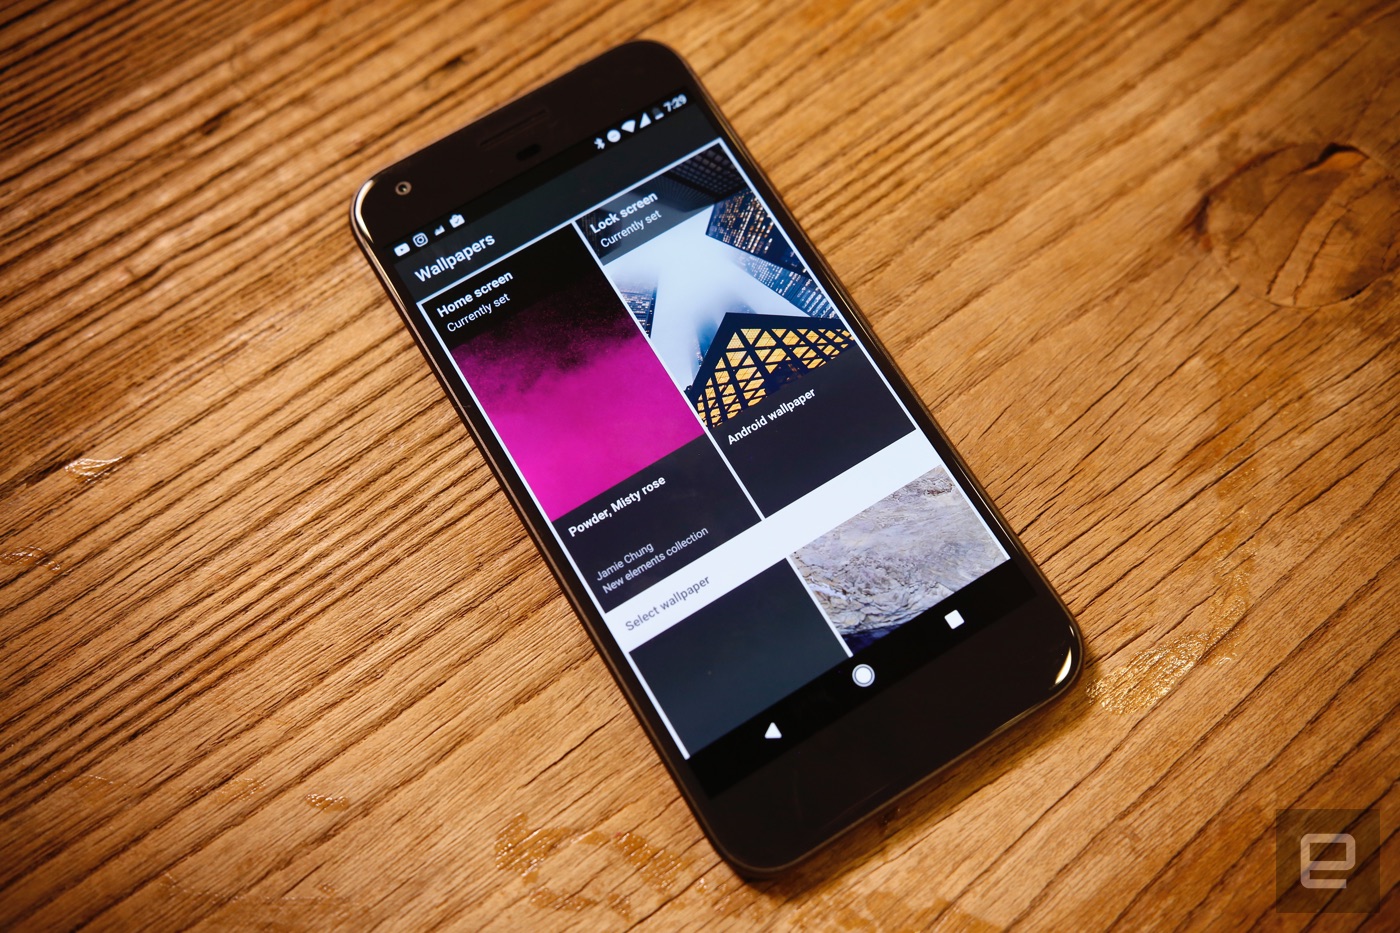 7:29
Wallpapers
Home screen
Currently set
Lock screen
Currently set
Powder, Misty rose
Jamie Chung
New elements collection
Android wallpaper
Select wallpaper
e